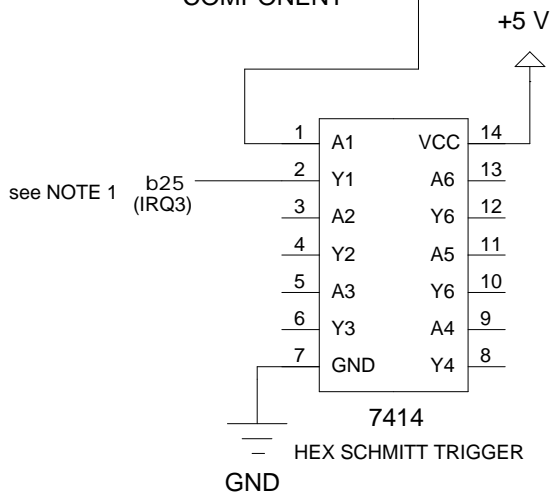 COMPONENT
+5 V
1 A1 VCC 14
see NOTE 1 b25 2 Y1 A6 13
(IRQ3)
3 A2 Y6 12
4 Y2 A5 11
5 A3 Y6 10
6 Y3 A4 9
7 GND Y4 8
7414
HEX SCHMITT TRIGGER
GND